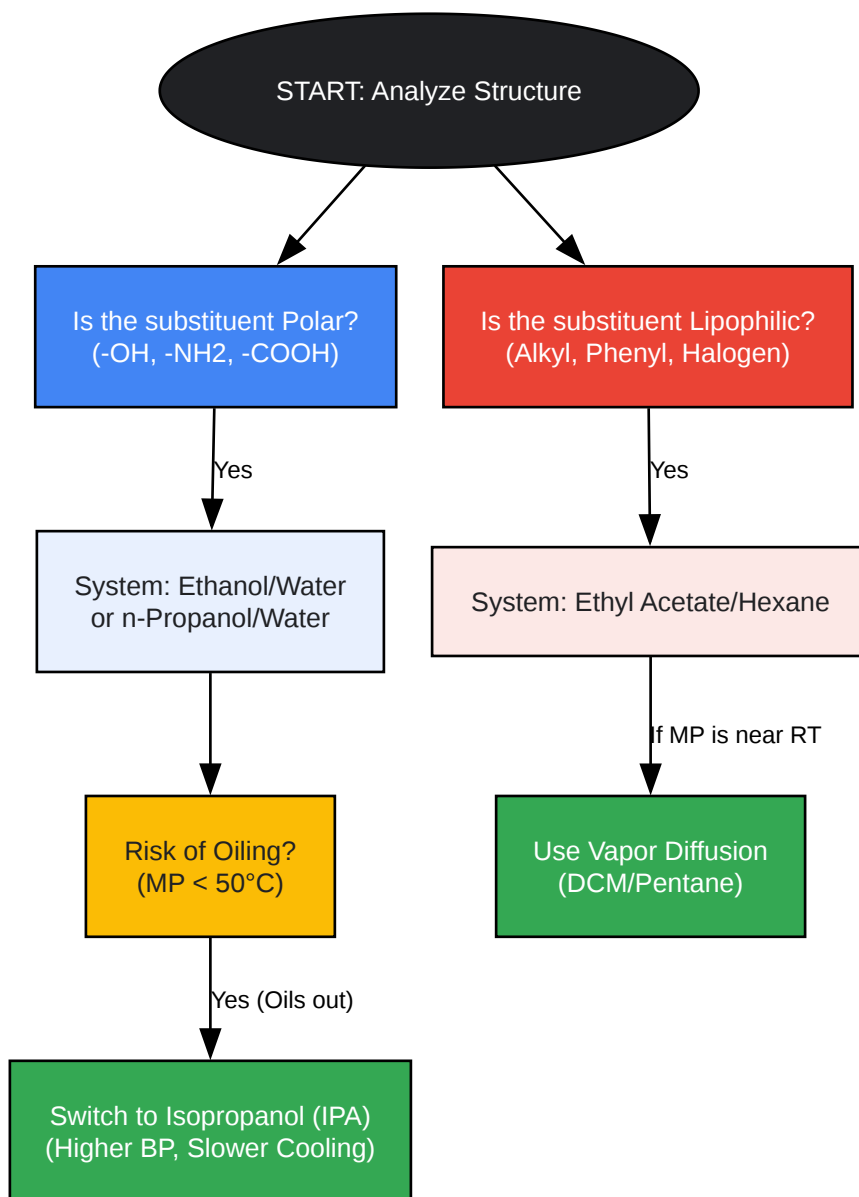 START: Analyze Structure
Is the substituent Polar?
(-OH, -NH2, -COOH)
Is the substituent Lipophilic?
(Alkyl, Phenyl, Halogen)
Yes
Yes
System: Ethanol/Water
or n-Propanol/Water
System: Ethyl Acetate/Hexane
If MP is near RT
Risk of Oiling?
(MP < 50°C)
Use Vapor Diffusion
(DCM/Pentane)
Yes (Oils out)
Switch to Isopropanol (IPA)
(Higher BP, Slower Cooling)